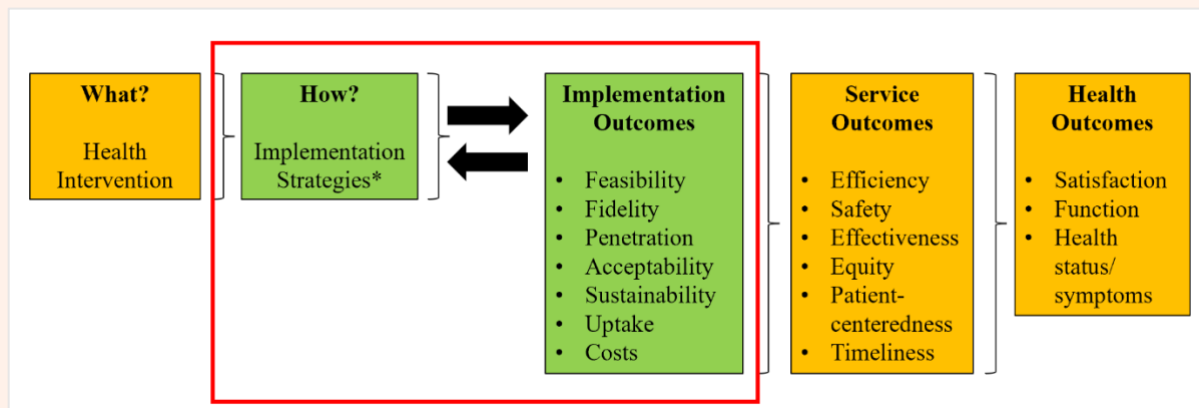 What?
Health
Intervention
How?
Implementation
Strategies*
Implementation
Outcomes
• Feasibility
• Fidelity
• Penetration
• Acceptability
• Sustainability
• Uptake
• Costs
Service
Outcomes
• Efficiency
• Safety
• Effectiveness
• Equity
• Patient-
centeredness
• Timeliness
Health
Outcomes
• Satisfaction
• Function
• Health
status/
symptoms